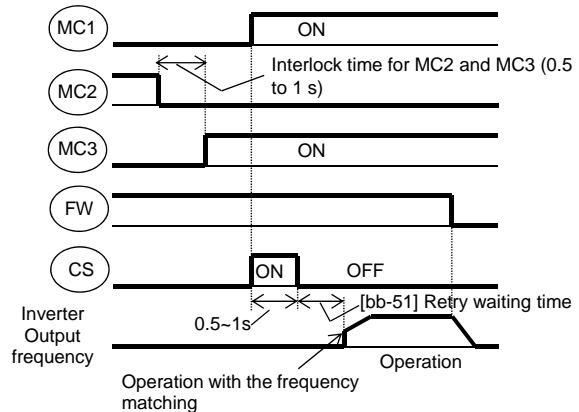 MC1
ON
Interlock time for MC2 and MC3 (0.5
to 1 s)
MC2
MC3
ON
FW
CS
ON
OFF
[bb-51] Retry waiting time
0.5~1s
Inverter
Output
frequency
Operation
Operation with the frequency
matching